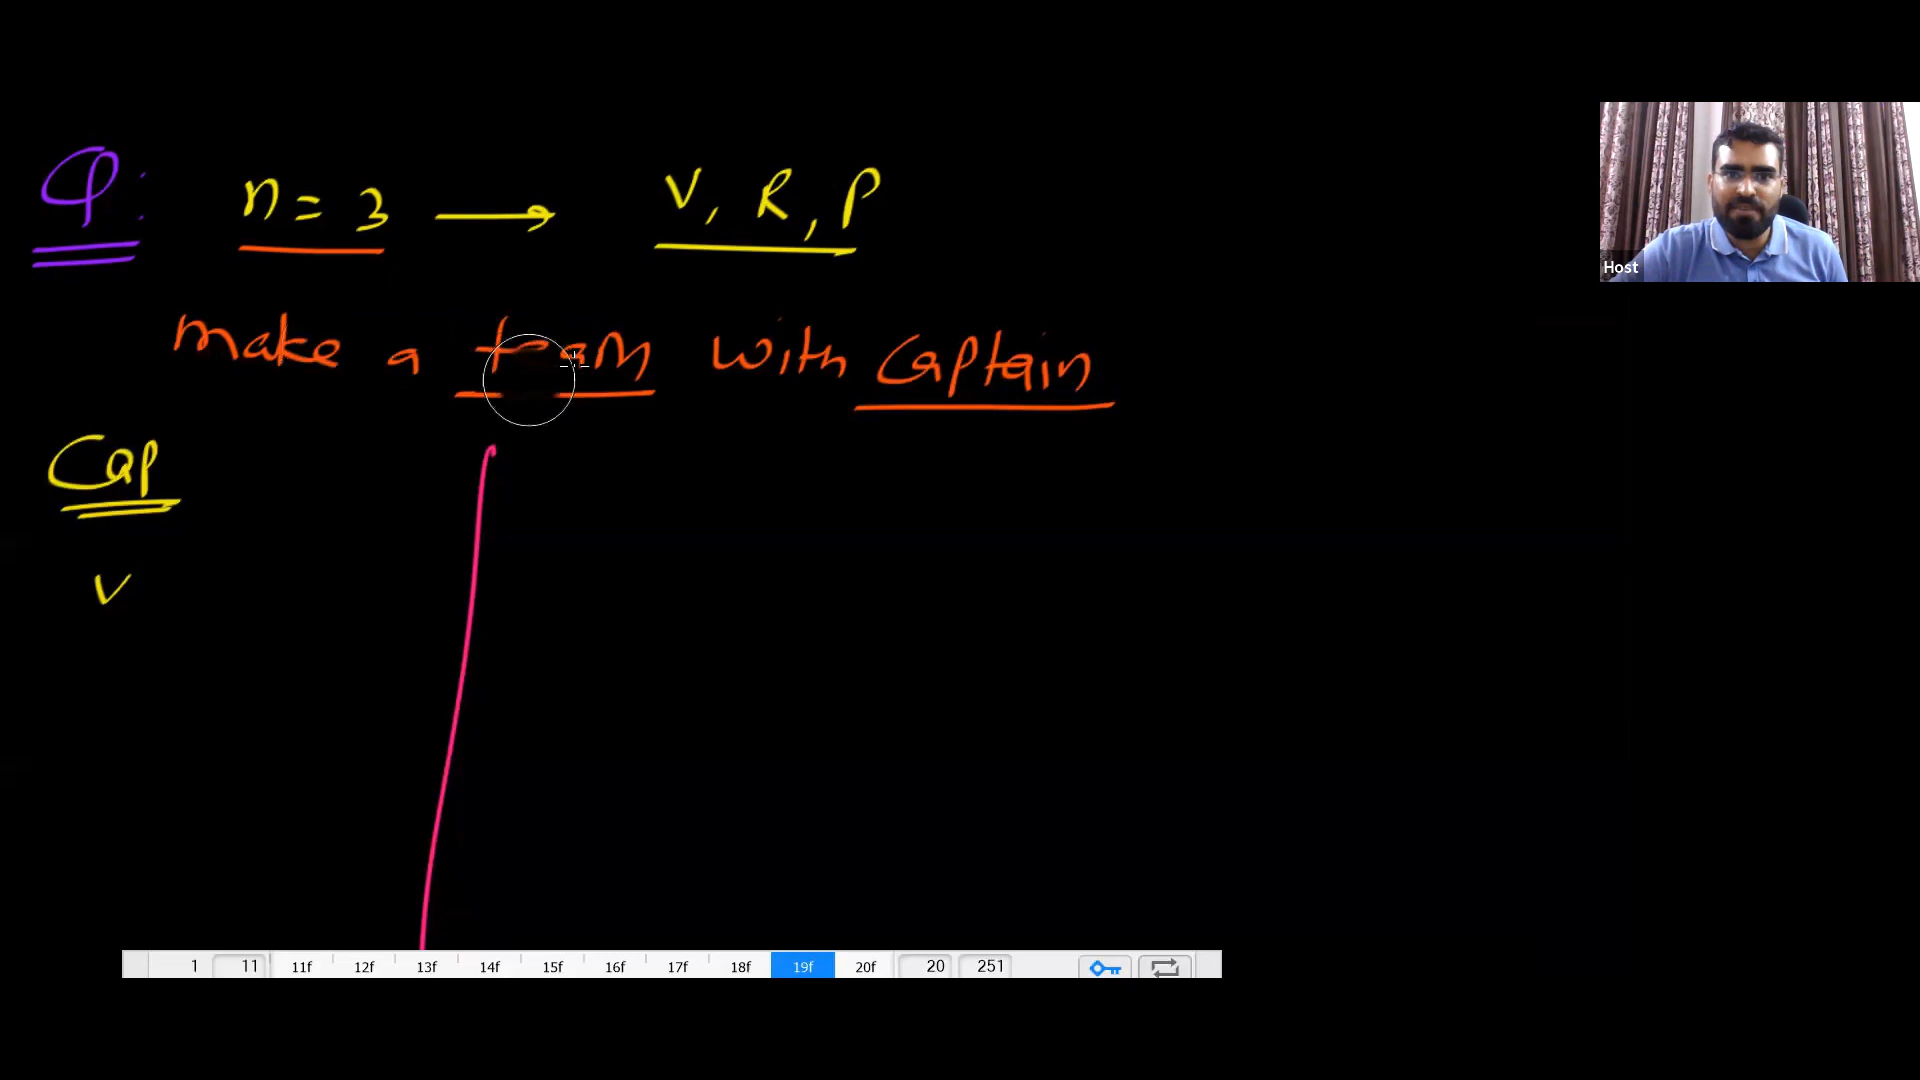 Q: n = 3 → V, R, P
make a team with Captain
Cap
V
Host
1 11 11f 12f 13f 14f 15f 16f 17f 18f 19f 20f 20 251